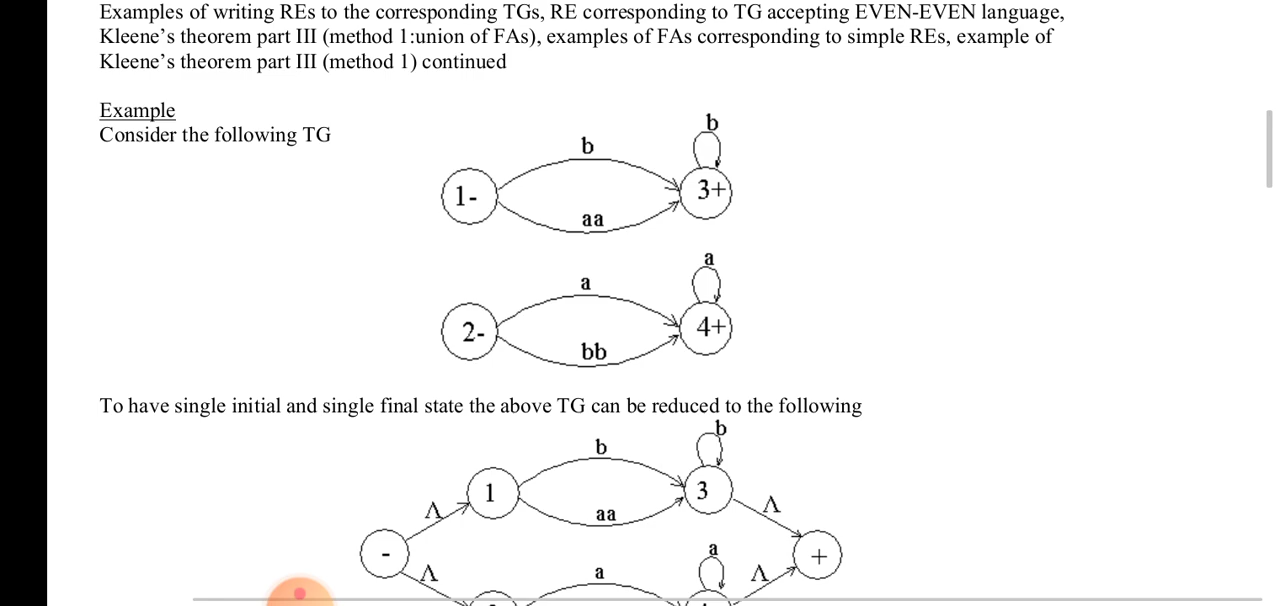 Examples of writing REs to the corresponding TGs, RE corresponding to TG accepting EVEN-EVEN language,
Kleene's theorem part III (method 1:union of FAs), examples of FAs corresponding to simple REs, example of
Kleene's theorem part III (method 1) continued
Example
Consider the following TG
b
b
1-
3+
aa
a
a
2-
4+
bb
To have single initial and single final state the above TG can be reduced to the following
b
b
1
3
Λ
aa
Λ
-
+
a
Λ
a
Λ